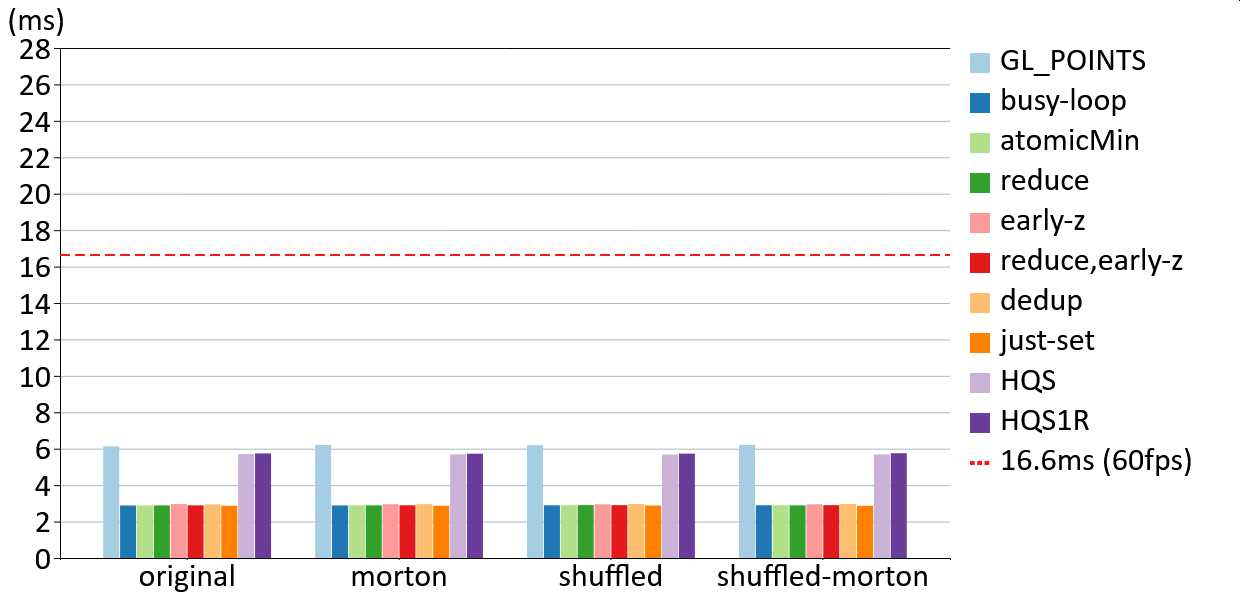 (ms)
28
26
24
22
20
18
16
14
12
10
8
6
4
2
0
original morton shuffled shuffled-morton
GL_POINTS
busy-loop
atomicMin
reduce
early-z
reduce,early-z
dedup
just-set
HQS
HQS1R
16.6ms (60fps)